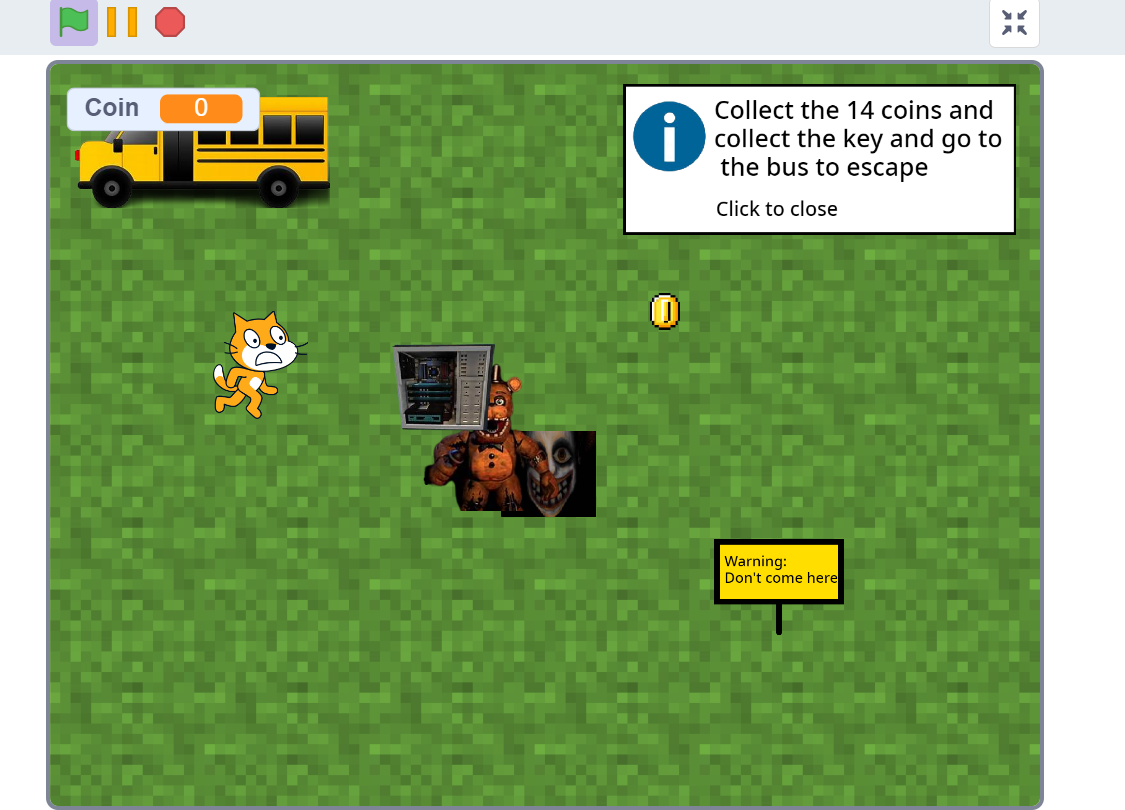 Coin 0
Collect the 14 coins and
collect the key and go to
the bus to escape
Click to close
Warning:
Don't come here